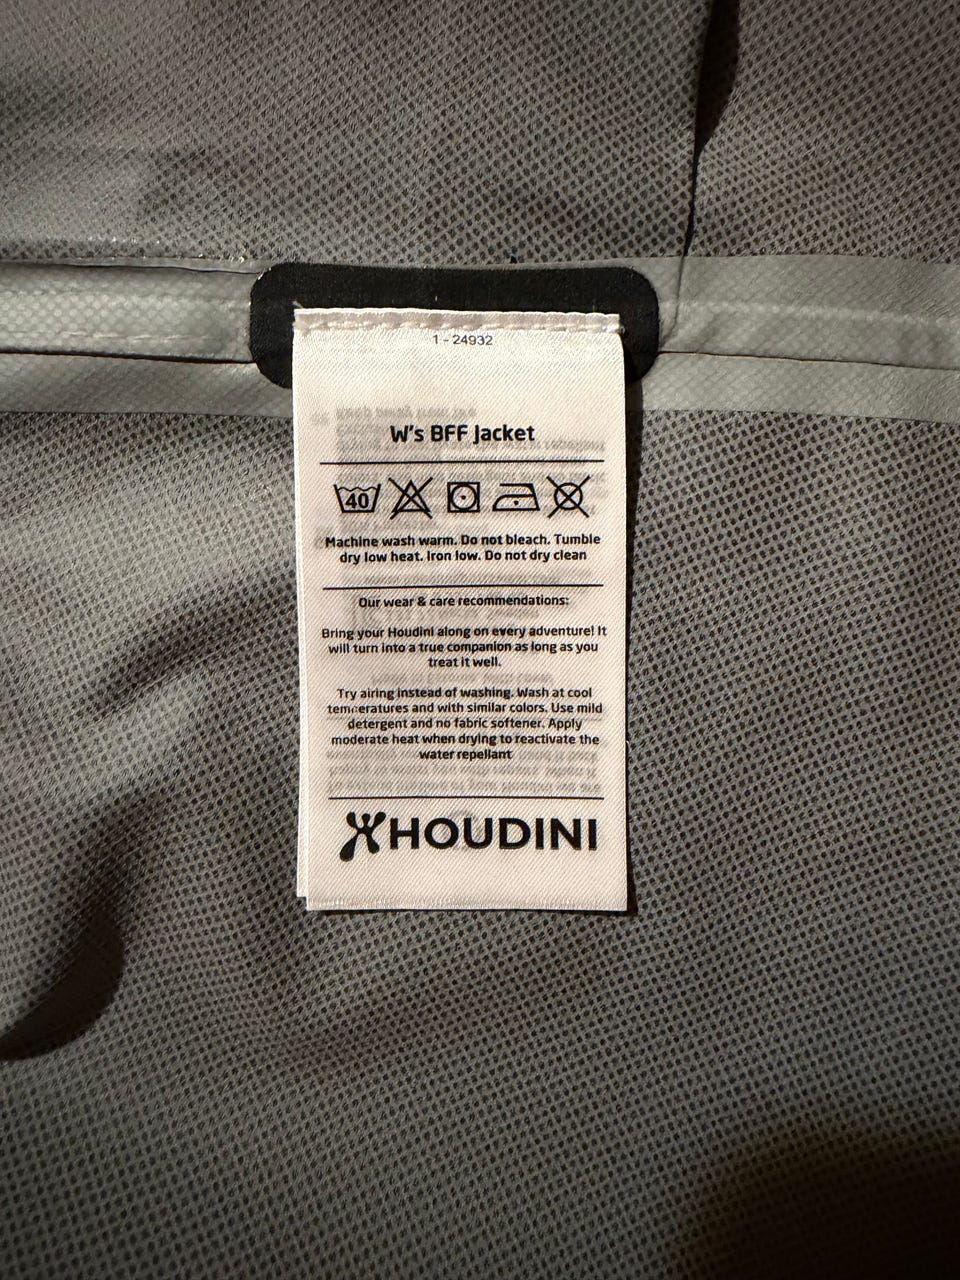 1 - 24932
W's BFF Jacket
40
Machine wash warm. Do not bleach. Tumble
dry low heat. Iron low. Do not dry clean
Our wear & care recommendations:
Bring your Houdini along on every adventure! It
will turn into a true companion as long as you
treat it well.
Try airing instead of washing. Wash at cool
temperatures and with similar colors. Use mild
detergent and no fabric softener. Apply
moderate heat when drying to reactivate the
water repellant
HOUDINI